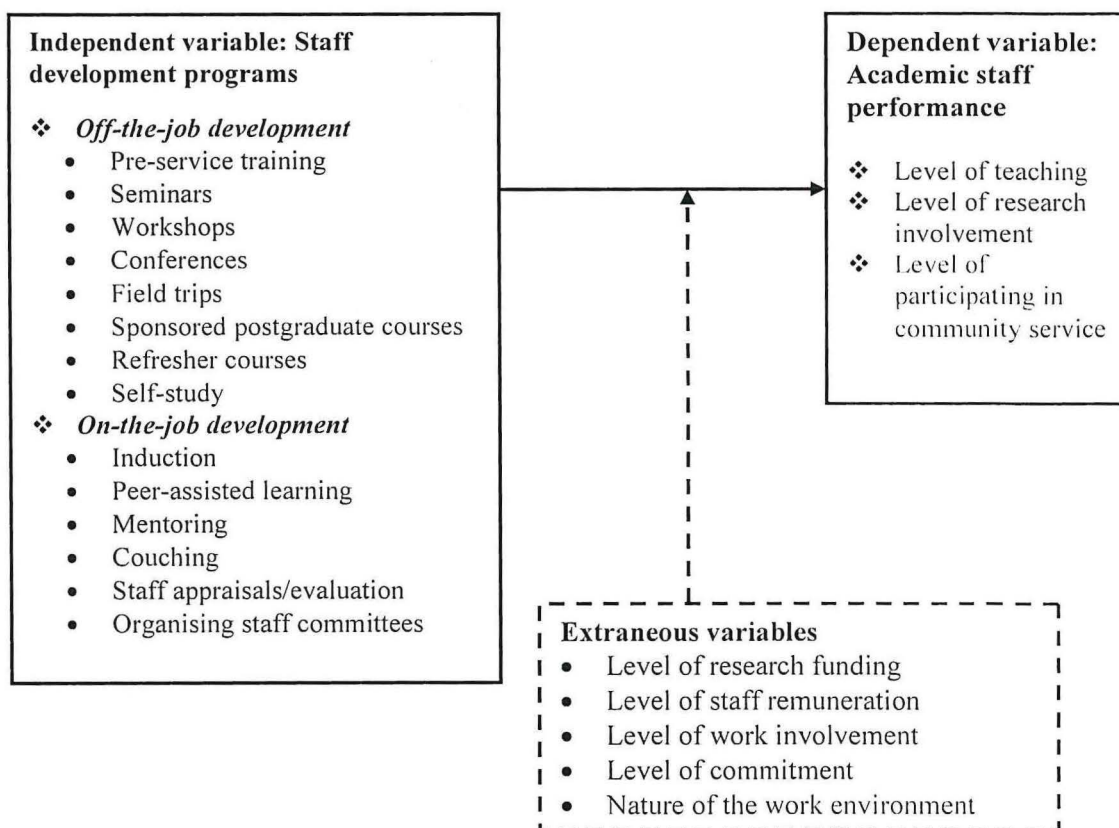 Independent variable: Staff
development programs
❖ Off-the-job development
• Pre-service training
• Seminars
• Workshops
• Conferences
• Field trips
• Sponsored postgraduate courses
• Refresher courses
• Self-study
❖ On-the-job development
• Induction
• Peer-assisted learning
• Mentoring
• Couching
• Staff appraisals/evaluation
• Organising staff committees
Dependent variable:
Academic staff
performance
❖ Level of teaching
❖ Level of research
involvement
❖ Level of
participating in
community service
Extraneous variables
• Level of research funding
• Level of staff remuneration
• Level of work involvement
• Level of commitment
• Nature of the work environment